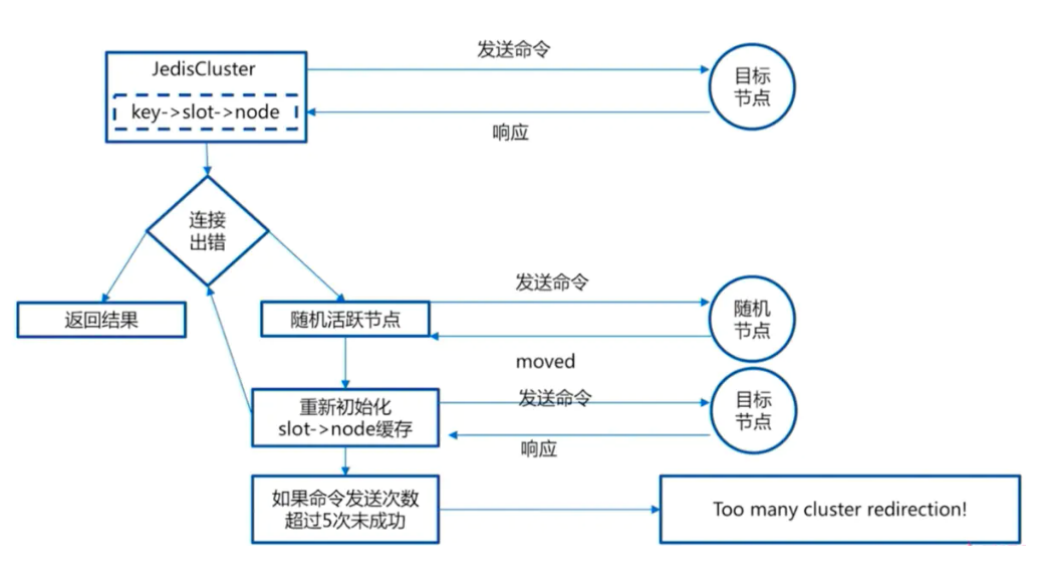 发送命令
JedisCluster
key->slot->node
目标
节点
响应
连接
出错
发送命令
返回结果
随机活跃节点
随机
节点
moved
发送命令
重新初始化
slot->node缓存
目标
节点
响应
如果命令发送次数
超过5次未成功
Too many cluster redirection!